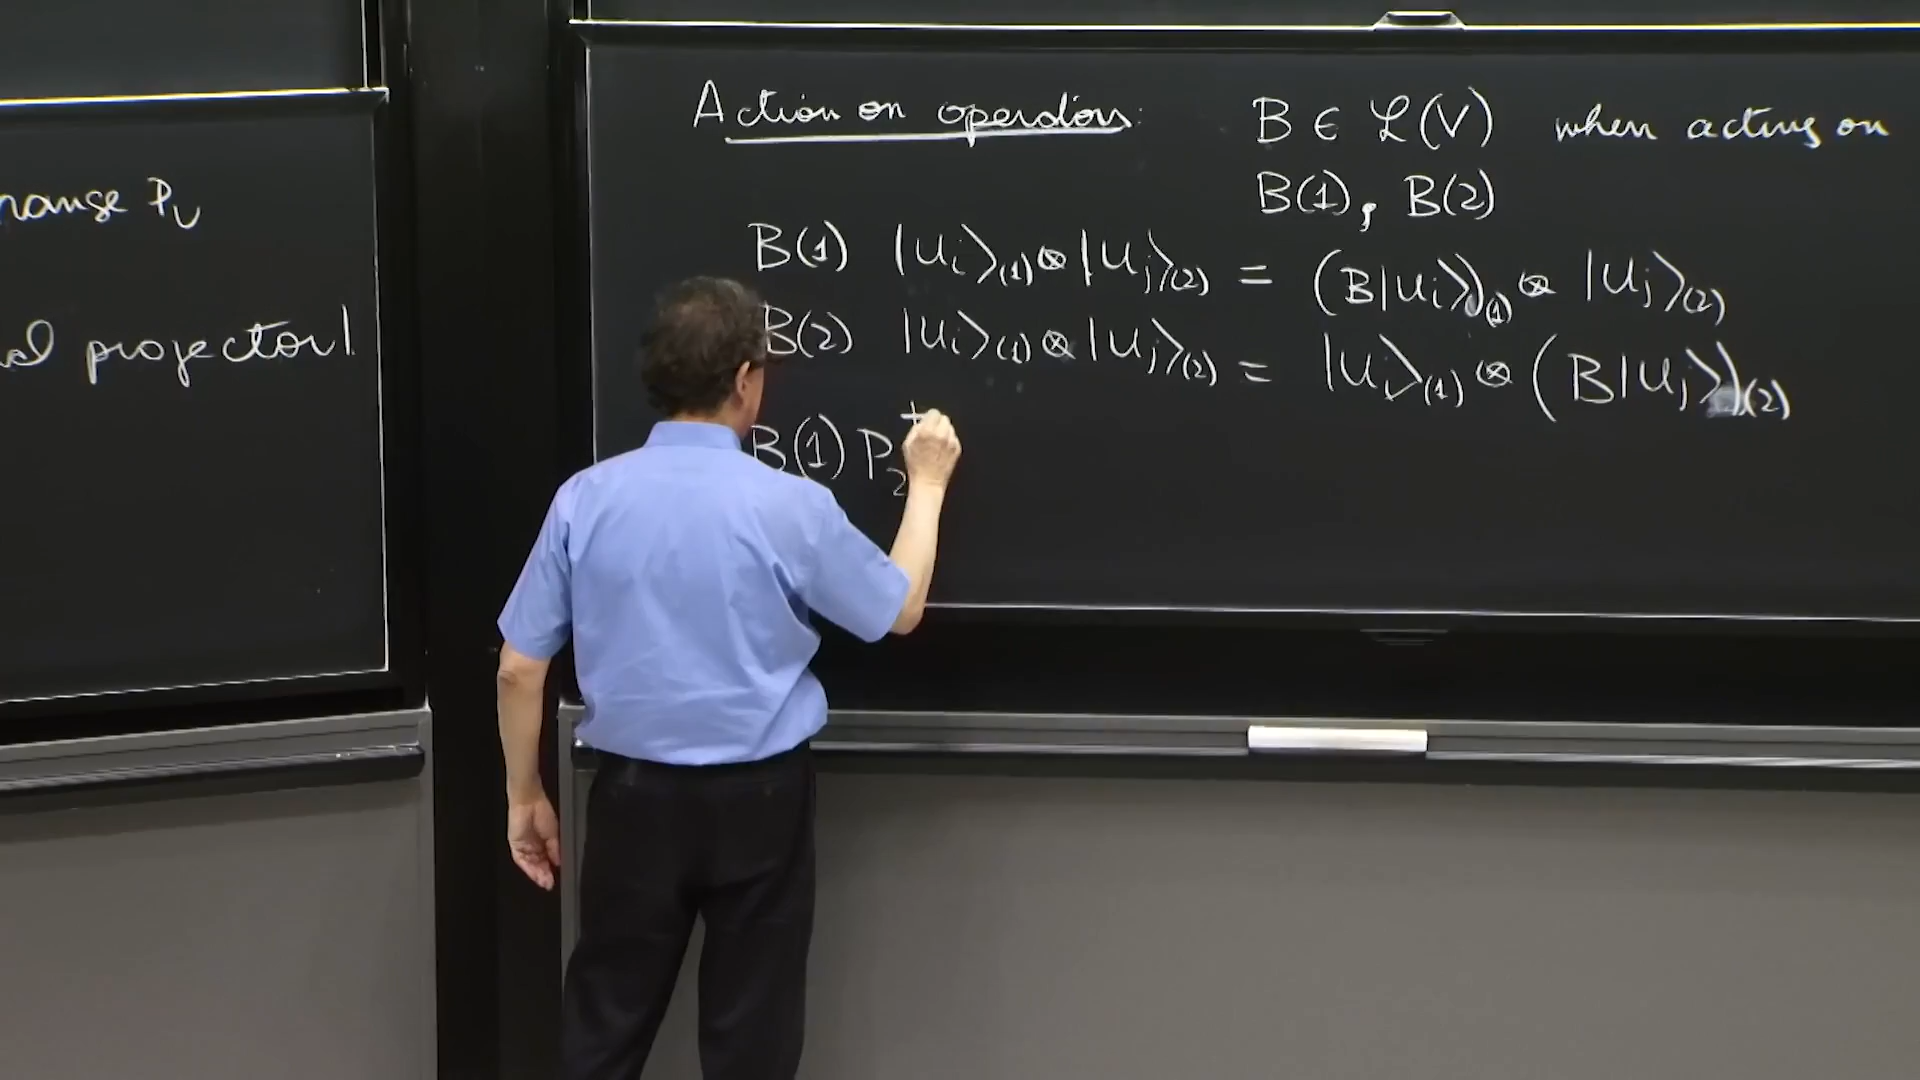 hange P
projector!
Action on operators: B ∈ ℒ(V) when acting on
B(1), B(2)
B(1) |u_i⟩_(1) ⊗ |u_j⟩_(2) = (B|u_i⟩)_(1) ⊗ |u_j⟩_(2)
B(2) |u_i⟩_(1) ⊗ |u_j⟩_(2) = |u_i⟩_(1) ⊗ (B|u_j⟩)_(2)
B(1) P_2